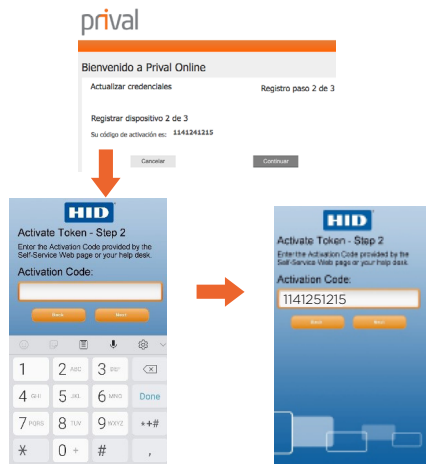 prival
Bienvenido a Prival Online
Actualizar credenciales
Registro paso 2 de 3
Registrar dispositivo 2 de 3
Su código de activación es: 1141241215
Cancelar
Continuar
HID
Activate Token - Step 2
Enter the Activation Code provided by the
Self-Service Web page or your help desk.
Activation Code:
Back
Next
1
2 ABC
3 DEF
4 GHI
5 JKL
6 MNO
Done
7 PQRS
8 TUV
9 WXYZ
*+#
*
0 +
#
,
HID
Activate Token - Step 2
Enter the Activation Code provided by the
Self-Service Web page or your help desk.
Activation Code:
1141251215
Back
Next